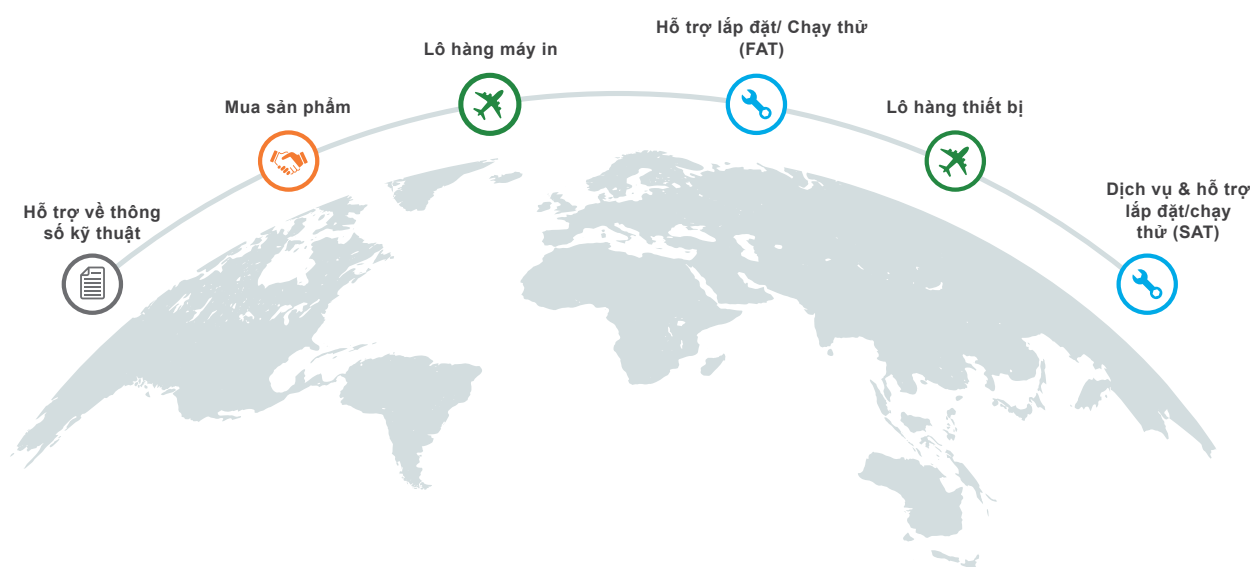 Hỗ trợ về thông
số kỹ thuật
Mua sản phẩm
Lô hàng máy in
Hỗ trợ lắp đặt/ Chạy thử
(FAT)
Lô hàng thiết bị
Dịch vụ & hỗ trợ
lắp đặt/chạy
thử (SAT)